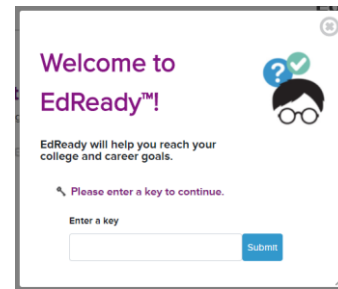 Welcome to
EdReady™!
EdReady will help you reach your
college and career goals.
Please enter a key to continue.
Enter a key
Submit